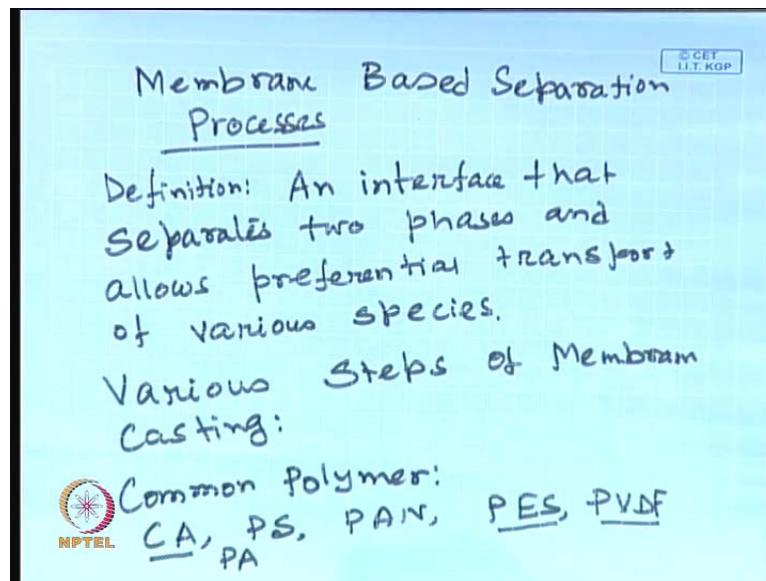 © CET
I.I.T. KGP
Membrane Based Separation
Processes
Definition: An interface that
separates two phases and
allows preferential transport
of various species.
Various Steps of Membram
Casting:
Common Polymer:
CA, PS, PAN, PES, PVDF
PA
NPTEL